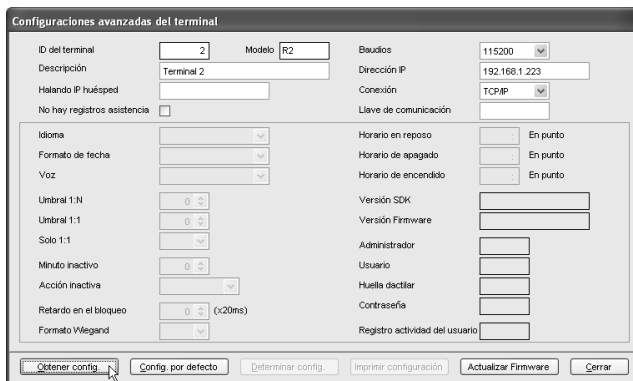 Configuraciones avanzadas del terminal
ID del terminal 2 Modelo R2 Baudios 115200
Descripción Terminal 2 Dirección IP 192.168.1.223
Halando IP huésped Conexión TCP/IP
No hay registros asistencia Llave de comunicación
Idioma Horario en reposo : En punto
Formato de fecha Horario de apagado : En punto
Voz Horario de encendido : En punto
Umbral 1:N 0 Versión SDK
Umbral 1:1 0 Versión Firmware
Solo 1:1 Administrador
Minuto inactivo 0 Usuario
Acción inactiva Huella dactilar
Retardo en el bloqueo 0 (x20ms) Contraseña
Formato Wiegand Registro actividad del usuario
Obtener config. Config. por defecto Determinar config. Imprimir configuración Actualizar Firmware Cerrar